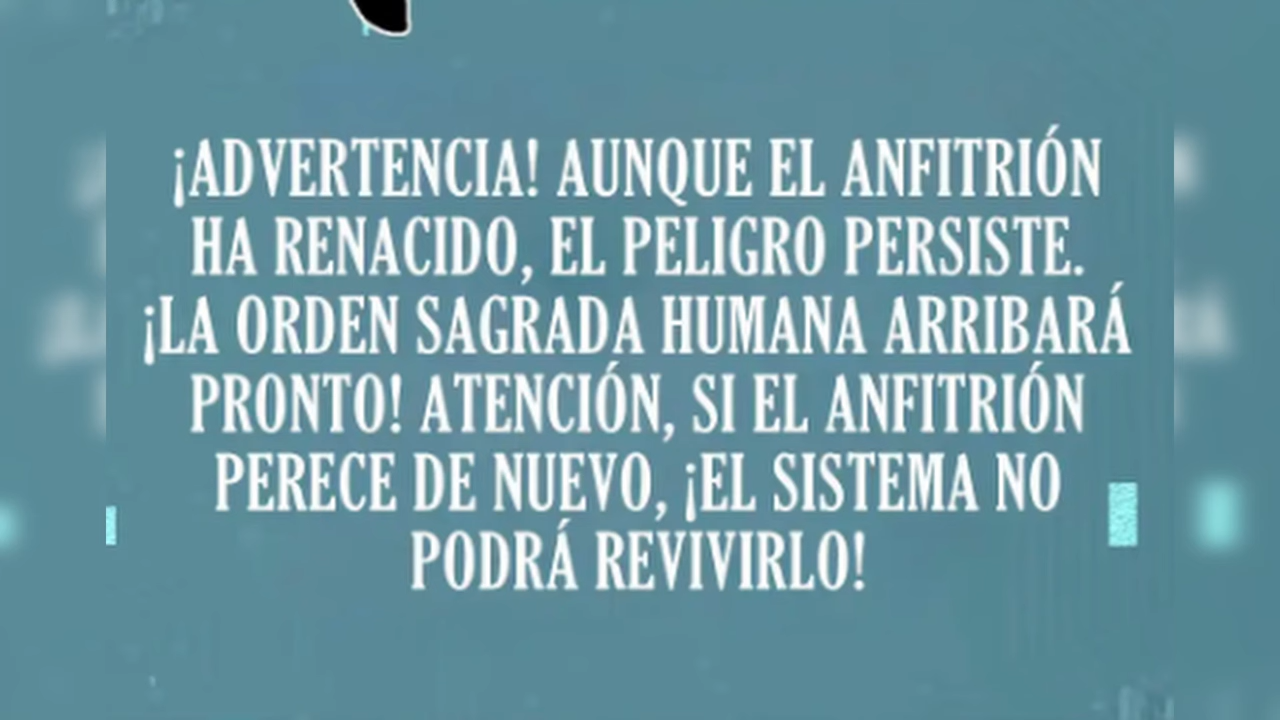 ¡ADVERTENCIA! AUNQUE EL ANFITRIÓN
HA RENACIDO, EL PELIGRO PERSISTE.
¡LA ORDEN SAGRADA HUMANA ARRIBARÁ
PRONTO! ATENCIÓN, SI EL ANFITRIÓN
PERECE DE NUEVO, ¡EL SISTEMA NO
PODRÁ REVIVIRLO!